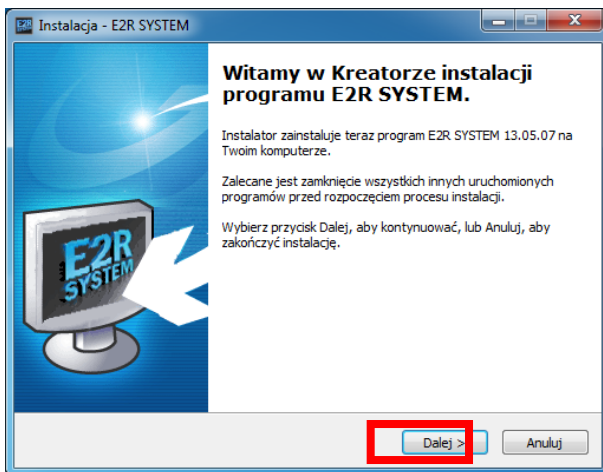 Instalacja - E2R SYSTEM
Witamy w Kreatorze instalacji
programu E2R SYSTEM.
Instalator zainstaluje teraz program E2R SYSTEM 13.05.07 na
Twoim komputerze.
Zalecane jest zamknięcie wszystkich innych uruchomionych
programów przed rozpoczęciem procesu instalacji.
Wybierz przycisk Dalej, aby kontynuować, lub Anuluj, aby
zakończyć instalację.
E2R
SYSTEM
Dalej >
Anuluj